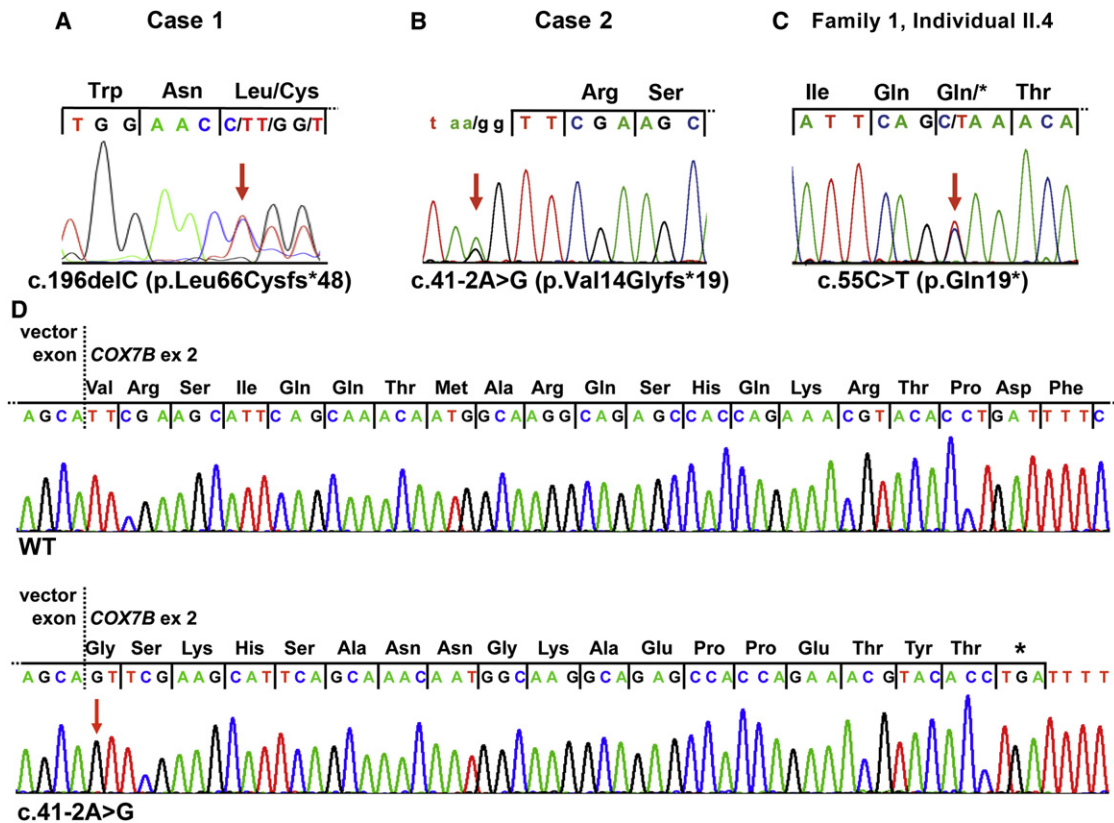 A Case 1
Trp Asn Leu/Cys
T G G A A C C/TT/GG/T
c.196delC (p.Leu66Cysfs*48)
B Case 2
Arg Ser
t aa/gg T T C G A A G C
c.41-2A>G (p.Val14Glyfs*19)
C Family 1, Individual II.4
Ile Gln Gln/* Thr
A T T C A G C/T A A A C A
c.55C>T (p.Gln19*)
D
vector
exon COX7B ex 2
Val Arg Ser Ile Gln Gln Thr Met Ala Arg Gln Ser His Gln Lys Arg Thr Pro Asp Phe
A G C A T T C G A A G C A T T C A G C A A A C A A T G G C A A G G C A G A G C C A C C A G A A A C G T A C A C C T G A T T T T C
WT
vector
exon COX7B ex 2
Gly Ser Lys His Ser Ala Asn Asn Gly Lys Ala Glu Pro Pro Glu Thr Tyr Thr *
A G C A G T T C G A A G C A T T C A G C A A A C A A T G G C A A G G C A G A G C C A C C A G A A A C G T A C A C C T G A T T T T
c.41-2A>G